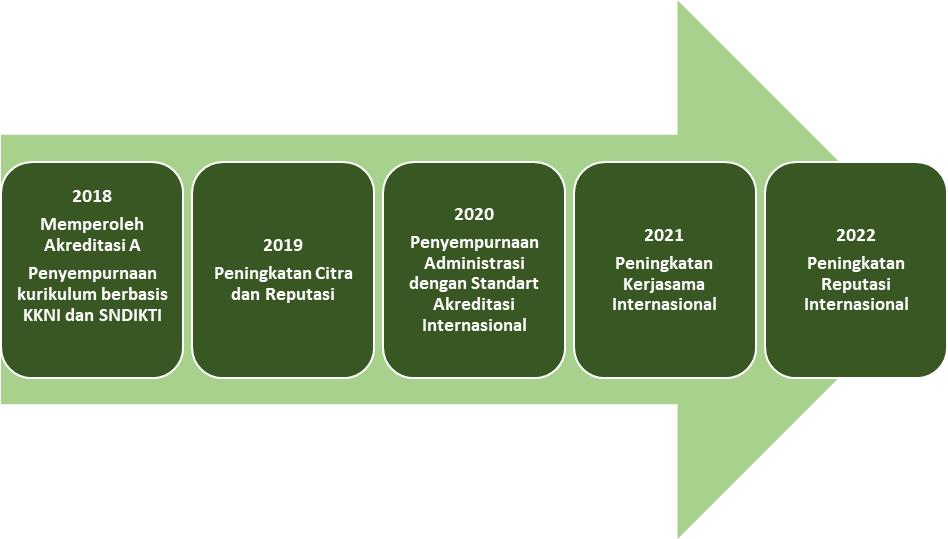 2018
Memperoleh
Akreditasi A
Penyempurnaan
kurikulum berbasis
KKNI dan SNDIKTI
2019
Peningkatan Citra
dan Reputasi
2020
Penyempurnaan
Administrasi
dengan Standart
Akreditasi
Internasional
2021
Peningkatan
Kerjasama
Internasional
2022
Peningkatan
Reputasi
Internasional